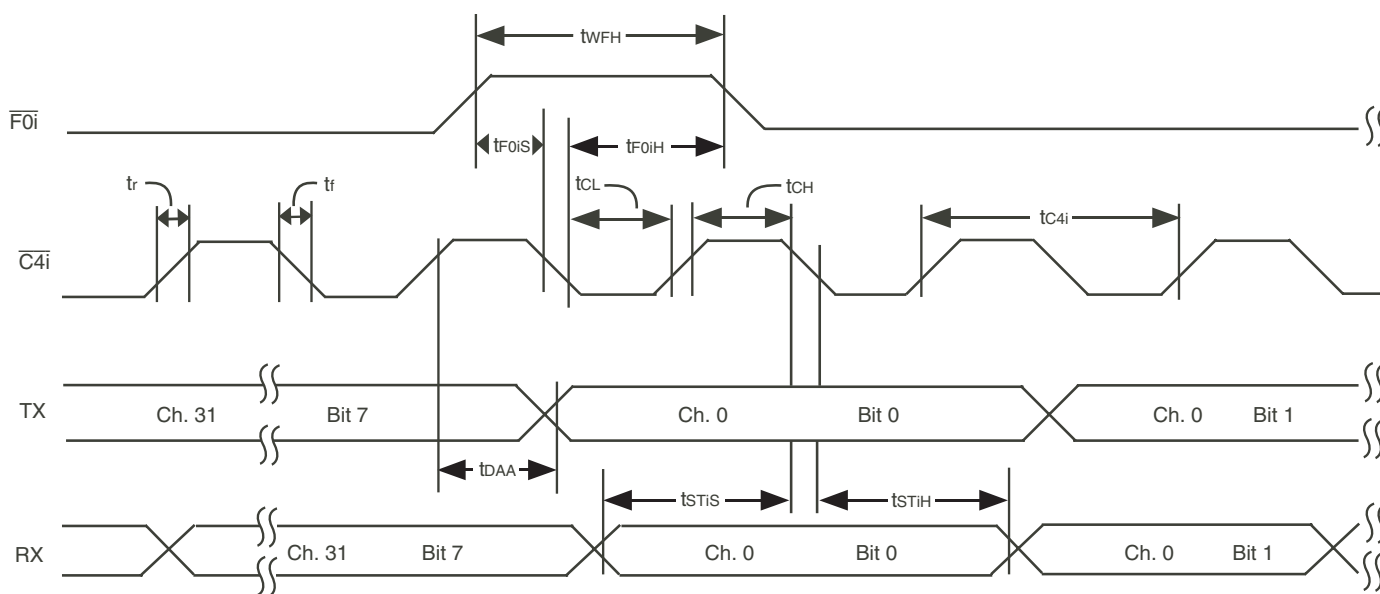 tWFH
F0i
tF0iS
tF0iH
tr
tf
tCL
tCH
tC4i
C4i
TX
Ch. 31 Bit 7
Ch. 0 Bit 0
Ch. 0 Bit 1
tDAA
tSTiS
tSTiH
RX
Ch. 31 Bit 7
Ch. 0 Bit 0
Ch. 0 Bit 1